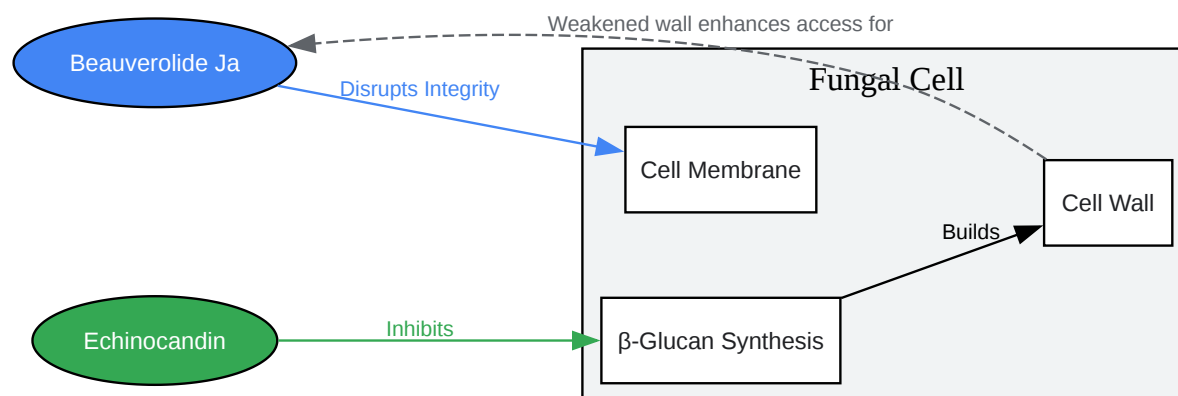 Weakened wall enhances access for
Beauverolide Ja
Disrupts Integrity
Fungal Cell
Cell Membrane
Cell Wall
Builds
Echinocandin
Inhibits
β-Glucan Synthesis